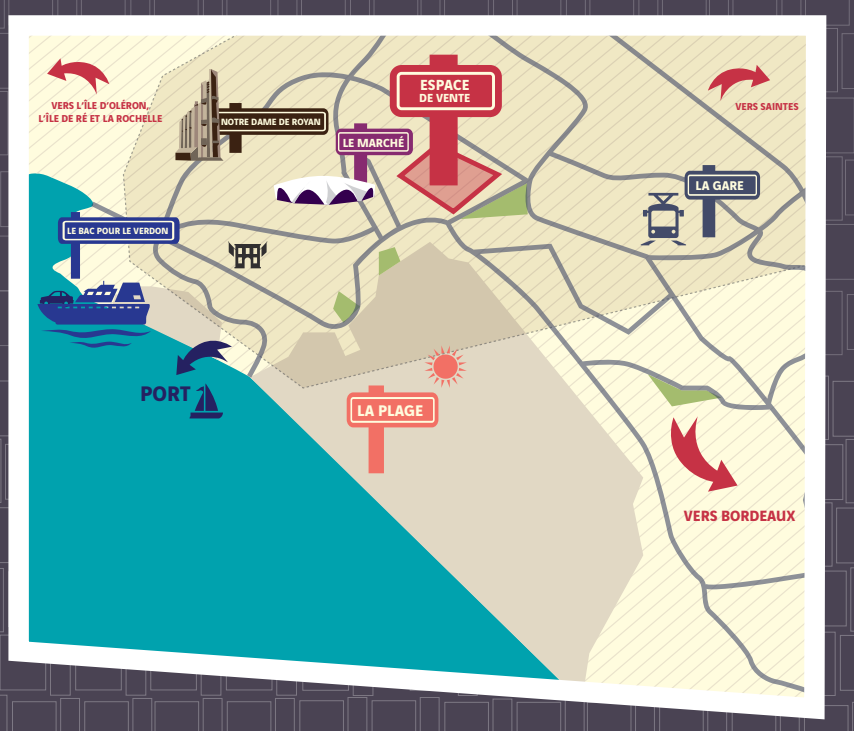 VERS L'ÎLE D'OLÉRON,
L'ÎLE DE RÉ ET LA ROCHELLE
NOTRE DAME DE ROYAN
ESPACE
DE VENTE
VERS SAINTES
LE MARCHÉ
LA GARE
LE BAC POUR LE VERDON
PORT
LA PLAGE
VERS BORDEAUX